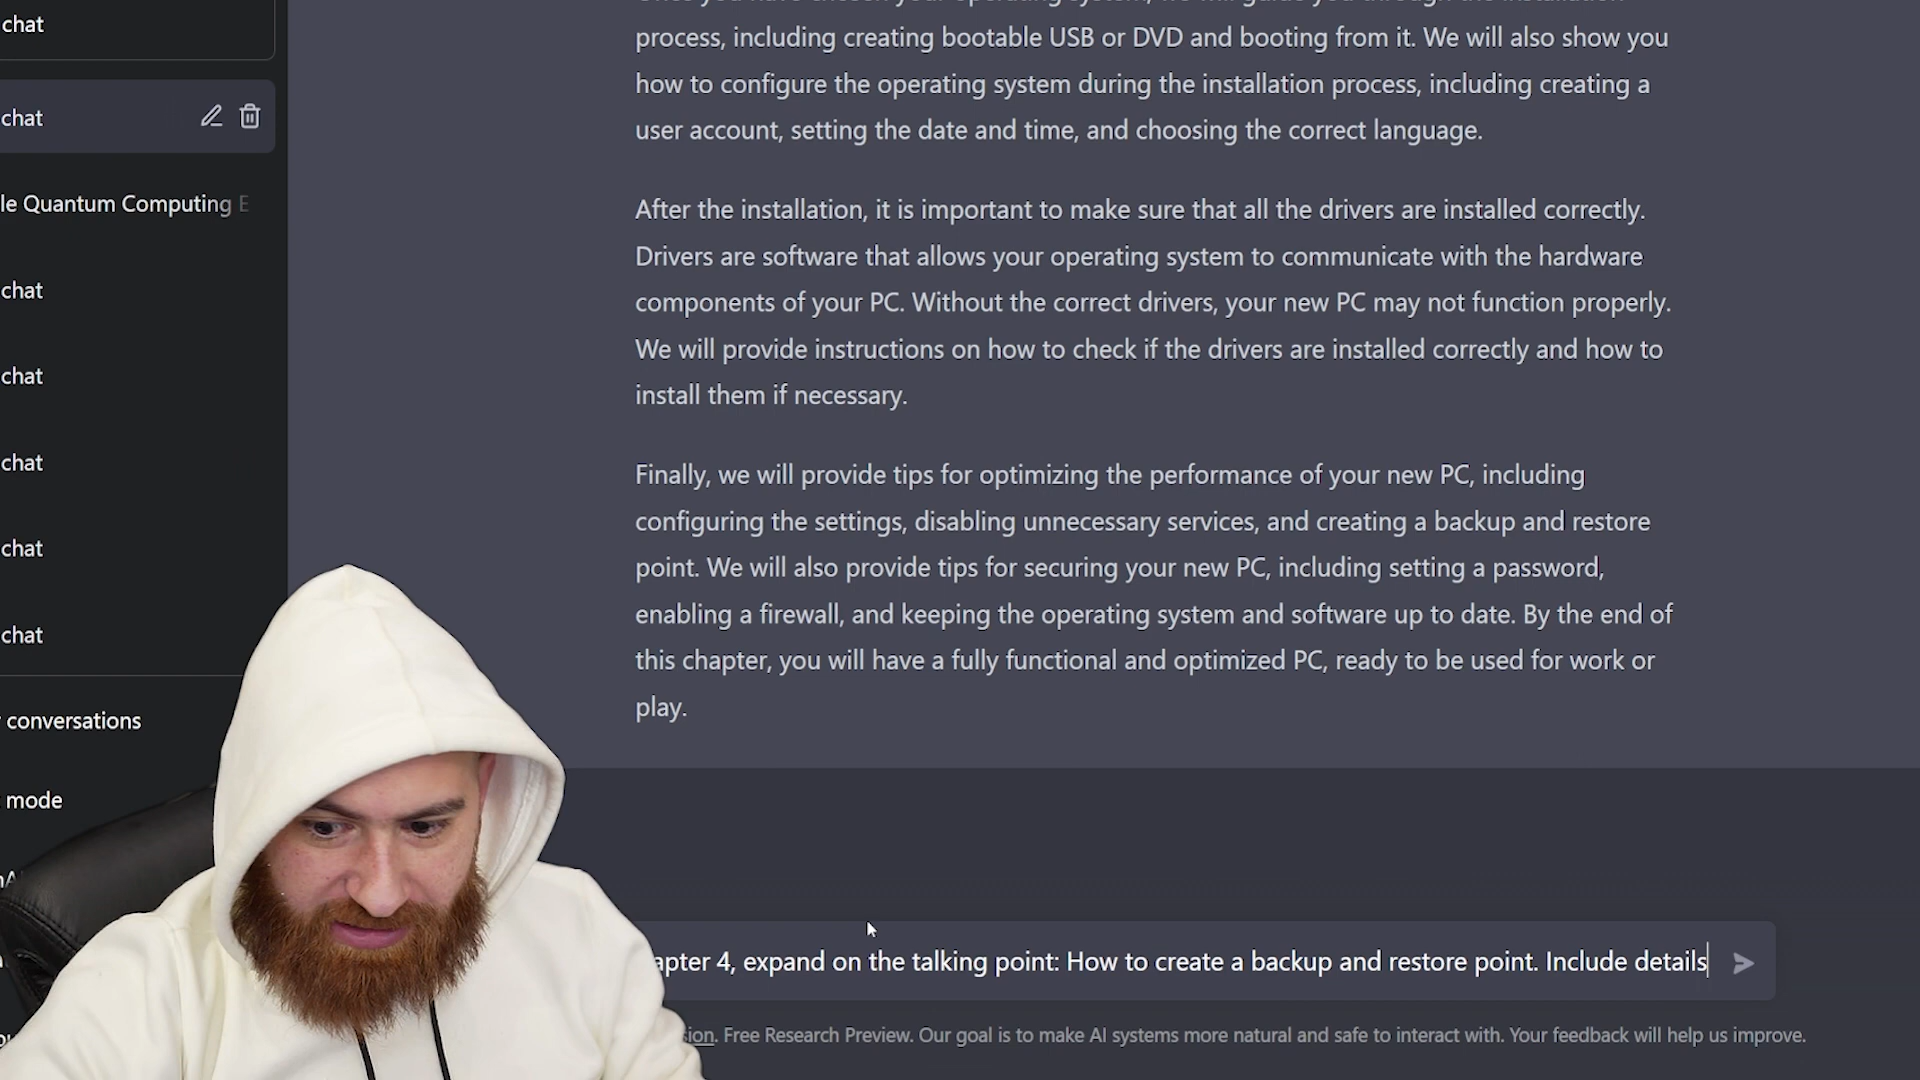 chat
chat
le Quantum Computing E
chat
chat
chat
chat
chat
conversations
mode
process, including creating bootable USB or DVD and booting from it. We will also show you
how to configure the operating system during the installation process, including creating a
user account, setting the date and time, and choosing the correct language.
After the installation, it is important to make sure that all the drivers are installed correctly.
Drivers are software that allows your operating system to communicate with the hardware
components of your PC. Without the correct drivers, your new PC may not function properly.
We will provide instructions on how to check if the drivers are installed correctly and how to
install them if necessary.
Finally, we will provide tips for optimizing the performance of your new PC, including
configuring the settings, disabling unnecessary services, and creating a backup and restore
point. We will also provide tips for securing your new PC, including setting a password,
enabling a firewall, and keeping the operating system and software up to date. By the end of
this chapter, you will have a fully functional and optimized PC, ready to be used for work or
play.
apter 4, expand on the talking point: How to create a backup and restore point. Include details
sion. Free Research Preview. Our goal is to make AI systems more natural and safe to interact with. Your feedback will help us improve.